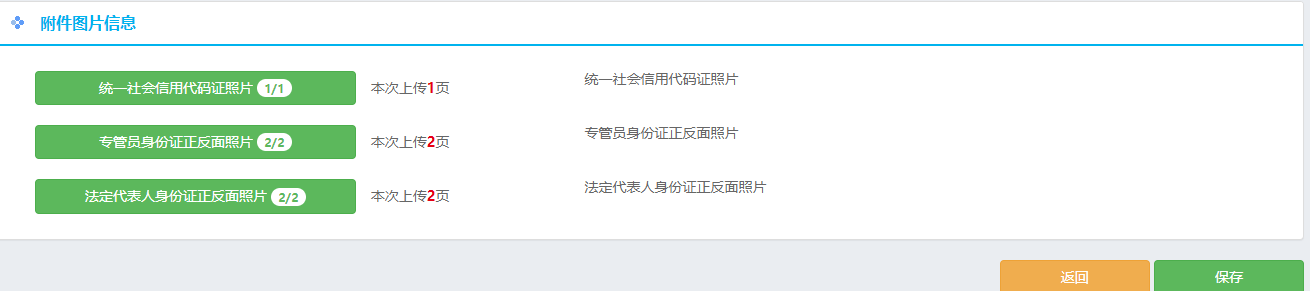 附件图片信息
统一社会信用代码证照片 1/1 本次上传1页 统一社会信用代码证照片
专管员身份证正反面照片 2/2 本次上传2页 专管员身份证正反面照片
法定代表人身份证正反面照片 2/2 本次上传2页 法定代表人身份证正反面照片
返回 保存